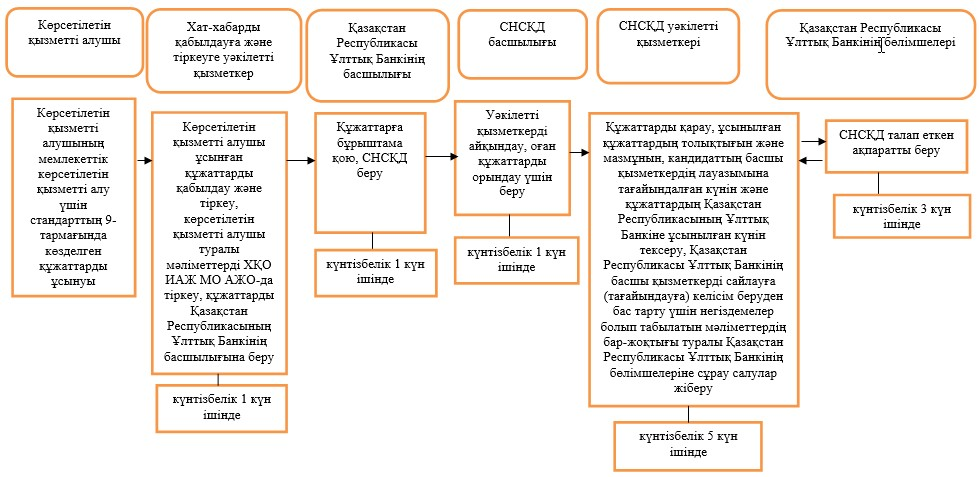 Көрсетілетін
қызметті алушы
Хат-хабарды
қабылдауға және
тіркеуге уәкілетті
қызметкер
Қазақстан
Республикасы
Ұлттық Банкінің
басшылығы
СНСҚД
басшылығы
СНСҚД уәкілетті
қызметкері
Қазақстан Республикасы
Ұлттық Банкінің бөлімшелері
Көрсетілетін
қызметті
алушының
мемлекеттік
көрсетілетін
қызметті алу
үшін
стандарттың 9-
тармағында
көзделген
құжаттарды
ұсынуы
Көрсетілетін
қызметті алушы
ұсынған
құжаттарды
қабылдау және
тіркеу,
көрсетілетін
қызметті алушы
туралы
мәліметтерді ХҚО
ИАЖ МО АЖО-да
тіркеу, құжаттарды
Қазақстан
Республикасының
Ұлттық Банкінің
басшылығына беру
күнтізбелік 1 күн
ішінде
Құжаттарға
бұрыштама
қою, СНСҚД
беру
күнтізбелік 1 күн
ішінде
Уәкілетті
қызметкерді
айқындау, оған
құжаттарды
орындау үшін
беру
күнтізбелік 1 күн
ішінде
Құжаттарды қарау, ұсынылған
құжаттардың толықтығын және
мазмұнын, кандидаттың басшы
қызметкердің лауазымына
тағайындалған күнін және
құжаттардың Қазақстан
Республикасының Ұлттық
Банкіне ұсынылған күнін
тексеру, Қазақстан
Республикасы Ұлттық Банкінің
басшы қызметкерді сайлауға
(тағайындауға) келісім беруден
бас тарту үшін негіздемелер
болып табылатын мәліметтердің
бар-жоқтығы туралы Қазақстан
Республикасы Ұлттық Банкінің
бөлімшелеріне сұрау салулар
жіберу
күнтізбелік 5 күн
ішінде
СНСҚД талап еткен
ақпаратты беру
күнтізбелік 3 күн
ішінде